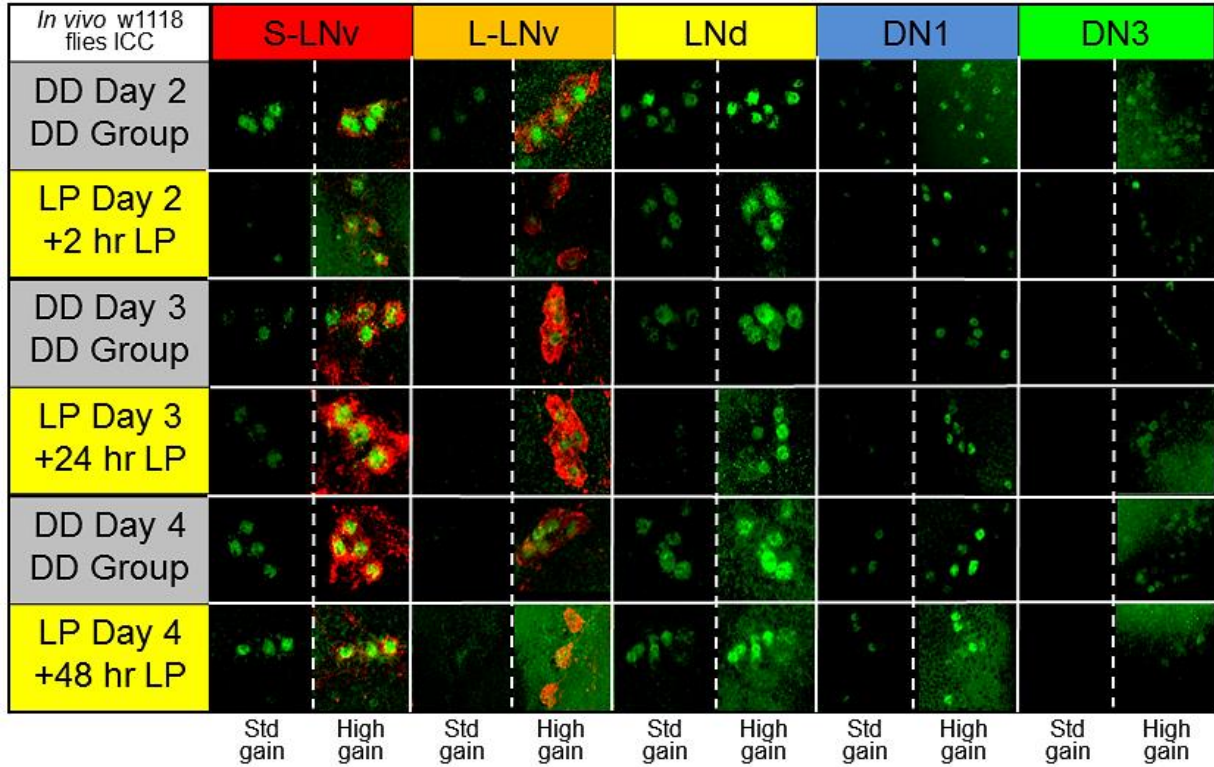 In vivo w1118
flies ICC
S-LNv
L-LNv
LNd
DN1
DN3
DD Day 2
DD Group
LP Day 2
+2 hr LP
DD Day 3
DD Group
LP Day 3
+24 hr LP
DD Day 4
DD Group
LP Day 4
+48 hr LP
Std
gain
High
gain
Std
gain
High
gain
Std
gain
High
gain
Std
gain
High
gain
Std
gain
High
gain